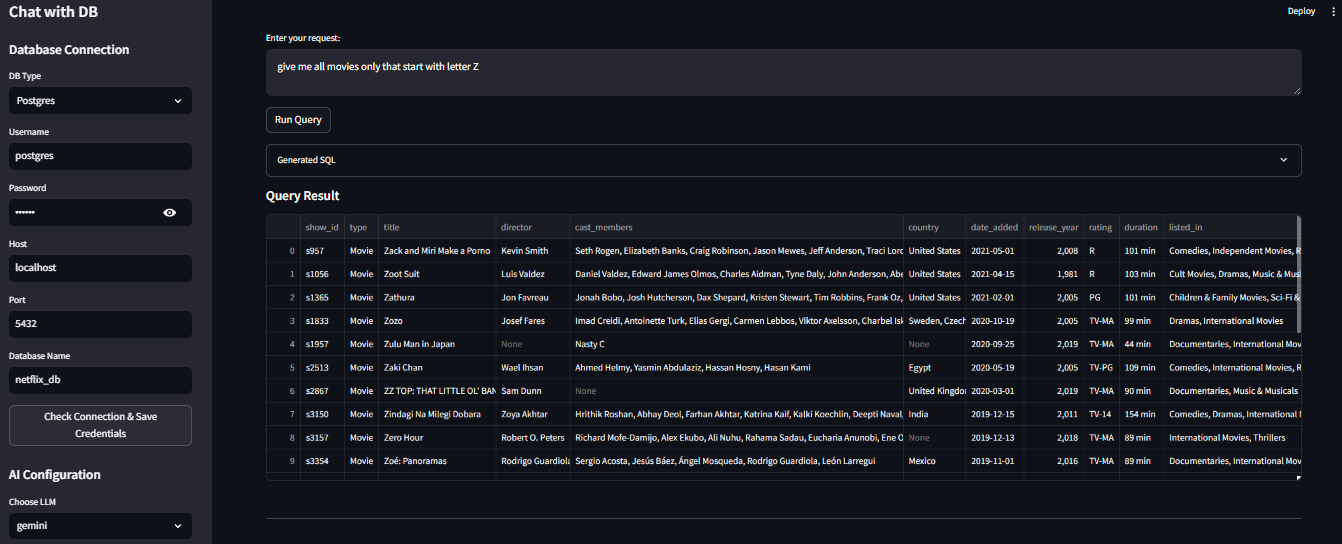 Chat with DB
Database Connection
DB Type
Postgres
Username
postgres
Password
••••••
Host
localhost
Port
5432
Database Name
netflix_db
Check Connection & Save
Credentials
AI Configuration
Choose LLM
gemini
Deploy
Enter your request:
give me all movies only that start with letter Z
Run Query
Generated SQL
Query Result
show_id type title director cast_members country date_added release_year rating duration listed_in
0 s957 Movie Zack and Miri Make a Porno Kevin Smith Seth Rogen, Elizabeth Banks, Craig Robinson, Jason Mewes, Jeff Anderson, Traci Lorc United States 2021-05-01 2,008 R 101 min Comedies, Independent Movies, R
1 s1056 Movie Zoot Suit Luis Valdez Daniel Valdez, Edward James Olmos, Charles Aidman, Tyne Daly, John Anderson, Abe United States 2021-04-15 1,981 R 103 min Cult Movies, Dramas, Music & Mus
2 s1365 Movie Zathura Jon Favreau Jonah Bobo, Josh Hutcherson, Dax Shepard, Kristen Stewart, Tim Robbins, Frank Oz, United States 2021-02-01 2,005 PG 101 min Children & Family Movies, Sci-Fi &
3 s1833 Movie Zozo Josef Fares Imad Creidi, Antoinette Turk, Elias Gergi, Carmen Lebbos, Viktor Axelsson, Charbel Isk Sweden, Czech 2020-10-19 2,005 TV-MA 99 min Dramas, International Movies
4 s1957 Movie Zulu Man in Japan None Nasty C None 2020-09-25 2,019 TV-MA 44 min Documentaries, International Mov
5 s2513 Movie Zaki Chan Wael Ihsan Ahmed Helmy, Yasmin Abdulaziz, Hassan Hosny, Hasan Kami Egypt 2020-05-19 2,005 TV-PG 109 min Comedies, International Movies, R
6 s2867 Movie ZZ TOP: THAT LITTLE OL' BAN Sam Dunn None United Kingdo 2020-03-01 2,019 TV-MA 90 min Documentaries, Music & Musicals
7 s3150 Movie Zindagi Na Milegi Dobara Zoya Akhtar Hrithik Roshan, Abhay Deol, Farhan Akhtar, Katrina Kaif, Kalki Koechlin, Deepti Naval, India 2019-12-15 2,011 TV-14 154 min Comedies, Dramas, International
8 s3157 Movie Zero Hour Robert O. Peters Richard Mofe-Damijo, Alex Ekubo, Ali Nuhu, Rahama Sadau, Eucharia Anunobi, Ene O None 2019-12-13 2,018 TV-MA 89 min International Movies, Thrillers
9 s3354 Movie Zoé: Panoramas Rodrigo Guardiola Sergio Acosta, Jesús Báez, Ángel Mosqueda, Rodrigo Guardiola, León Larregui Mexico 2019-11-01 2,016 TV-MA 89 min Documentaries, International Mov